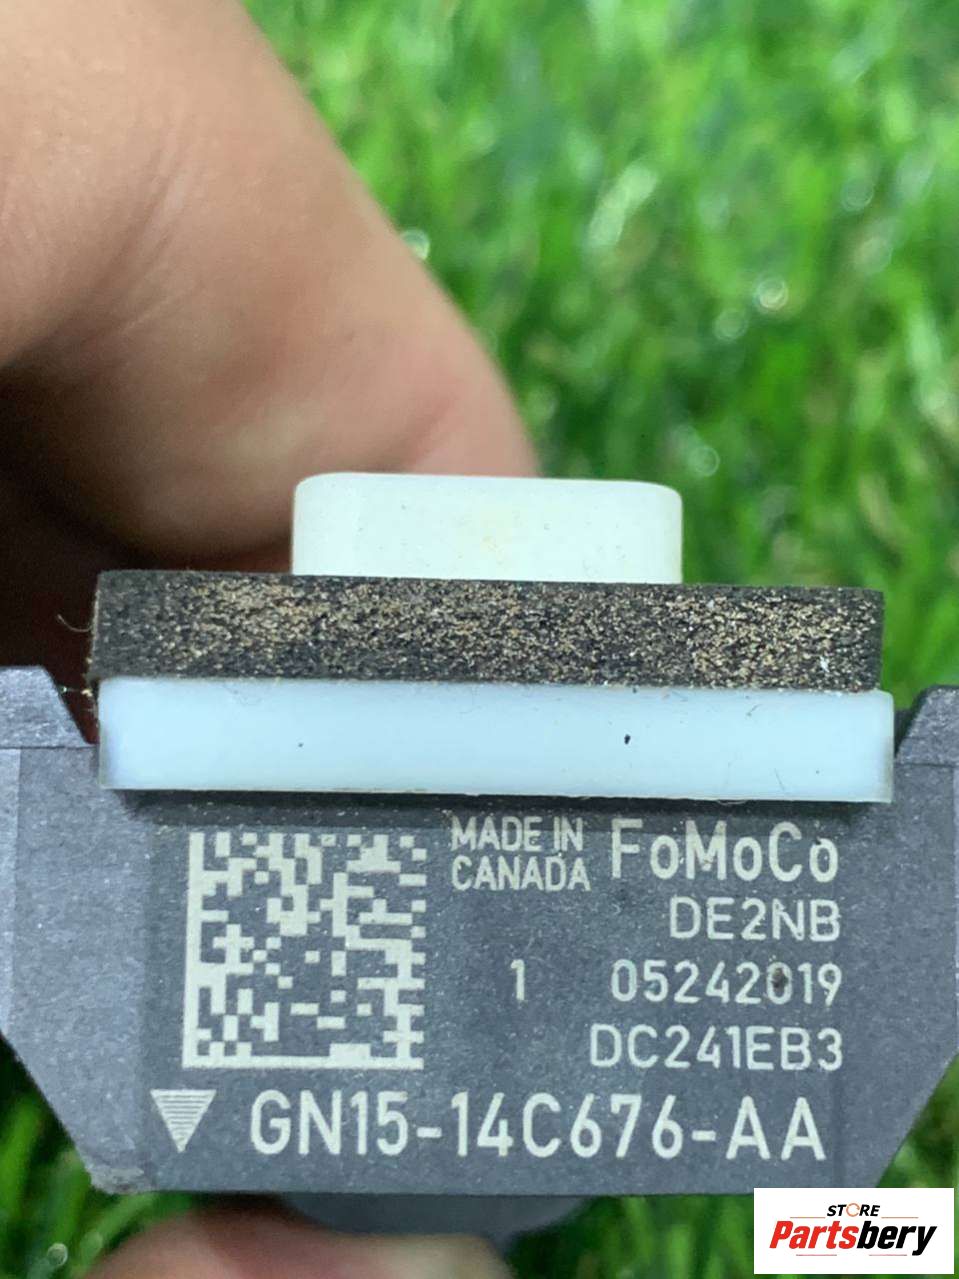 MADE IN
CANADA
FoMoCo
DE2NB
1 05242019
DC241EB3
GN15-14C676-AA
STORE
Partsbery